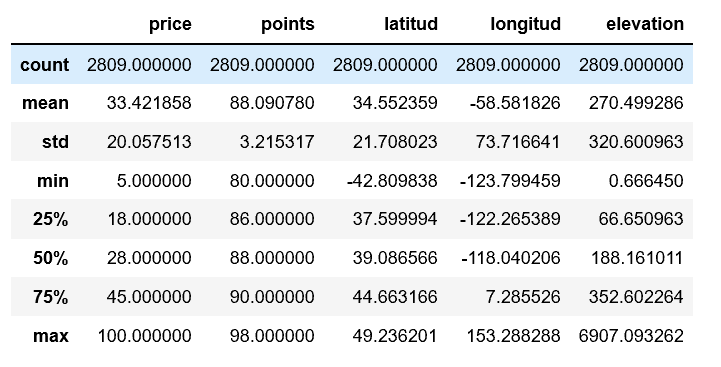 price points latitud longitud elevation
count 2809.000000 2809.000000 2809.000000 2809.000000 2809.000000
mean 33.421858 88.090780 34.552359 -58.581826 270.499286
std 20.057513 3.215317 21.708023 73.716641 320.600963
min 5.000000 80.000000 -42.809838 -123.799459 0.666450
25% 18.000000 86.000000 37.599994 -122.265389 66.650963
50% 28.000000 88.000000 39.086566 -118.040206 188.161011
75% 45.000000 90.000000 44.663166 7.285526 352.602264
max 100.000000 98.000000 49.236201 153.288288 6907.093262